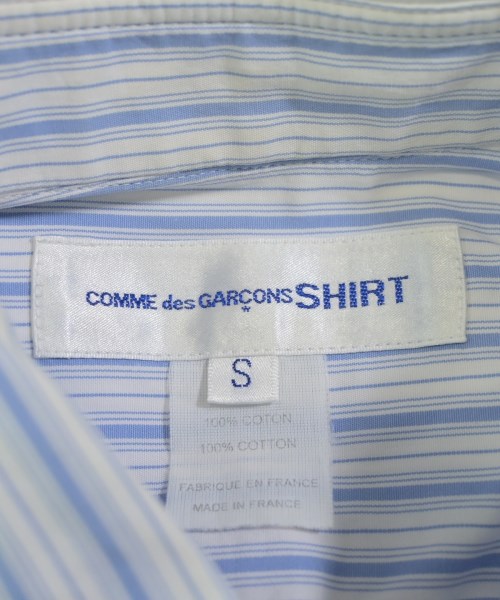 COMME des GARÇONS SHIRT
*
S
100% COTON
100% COTTON
FABRIQUE EN FRANCE
MADE IN FRANCE